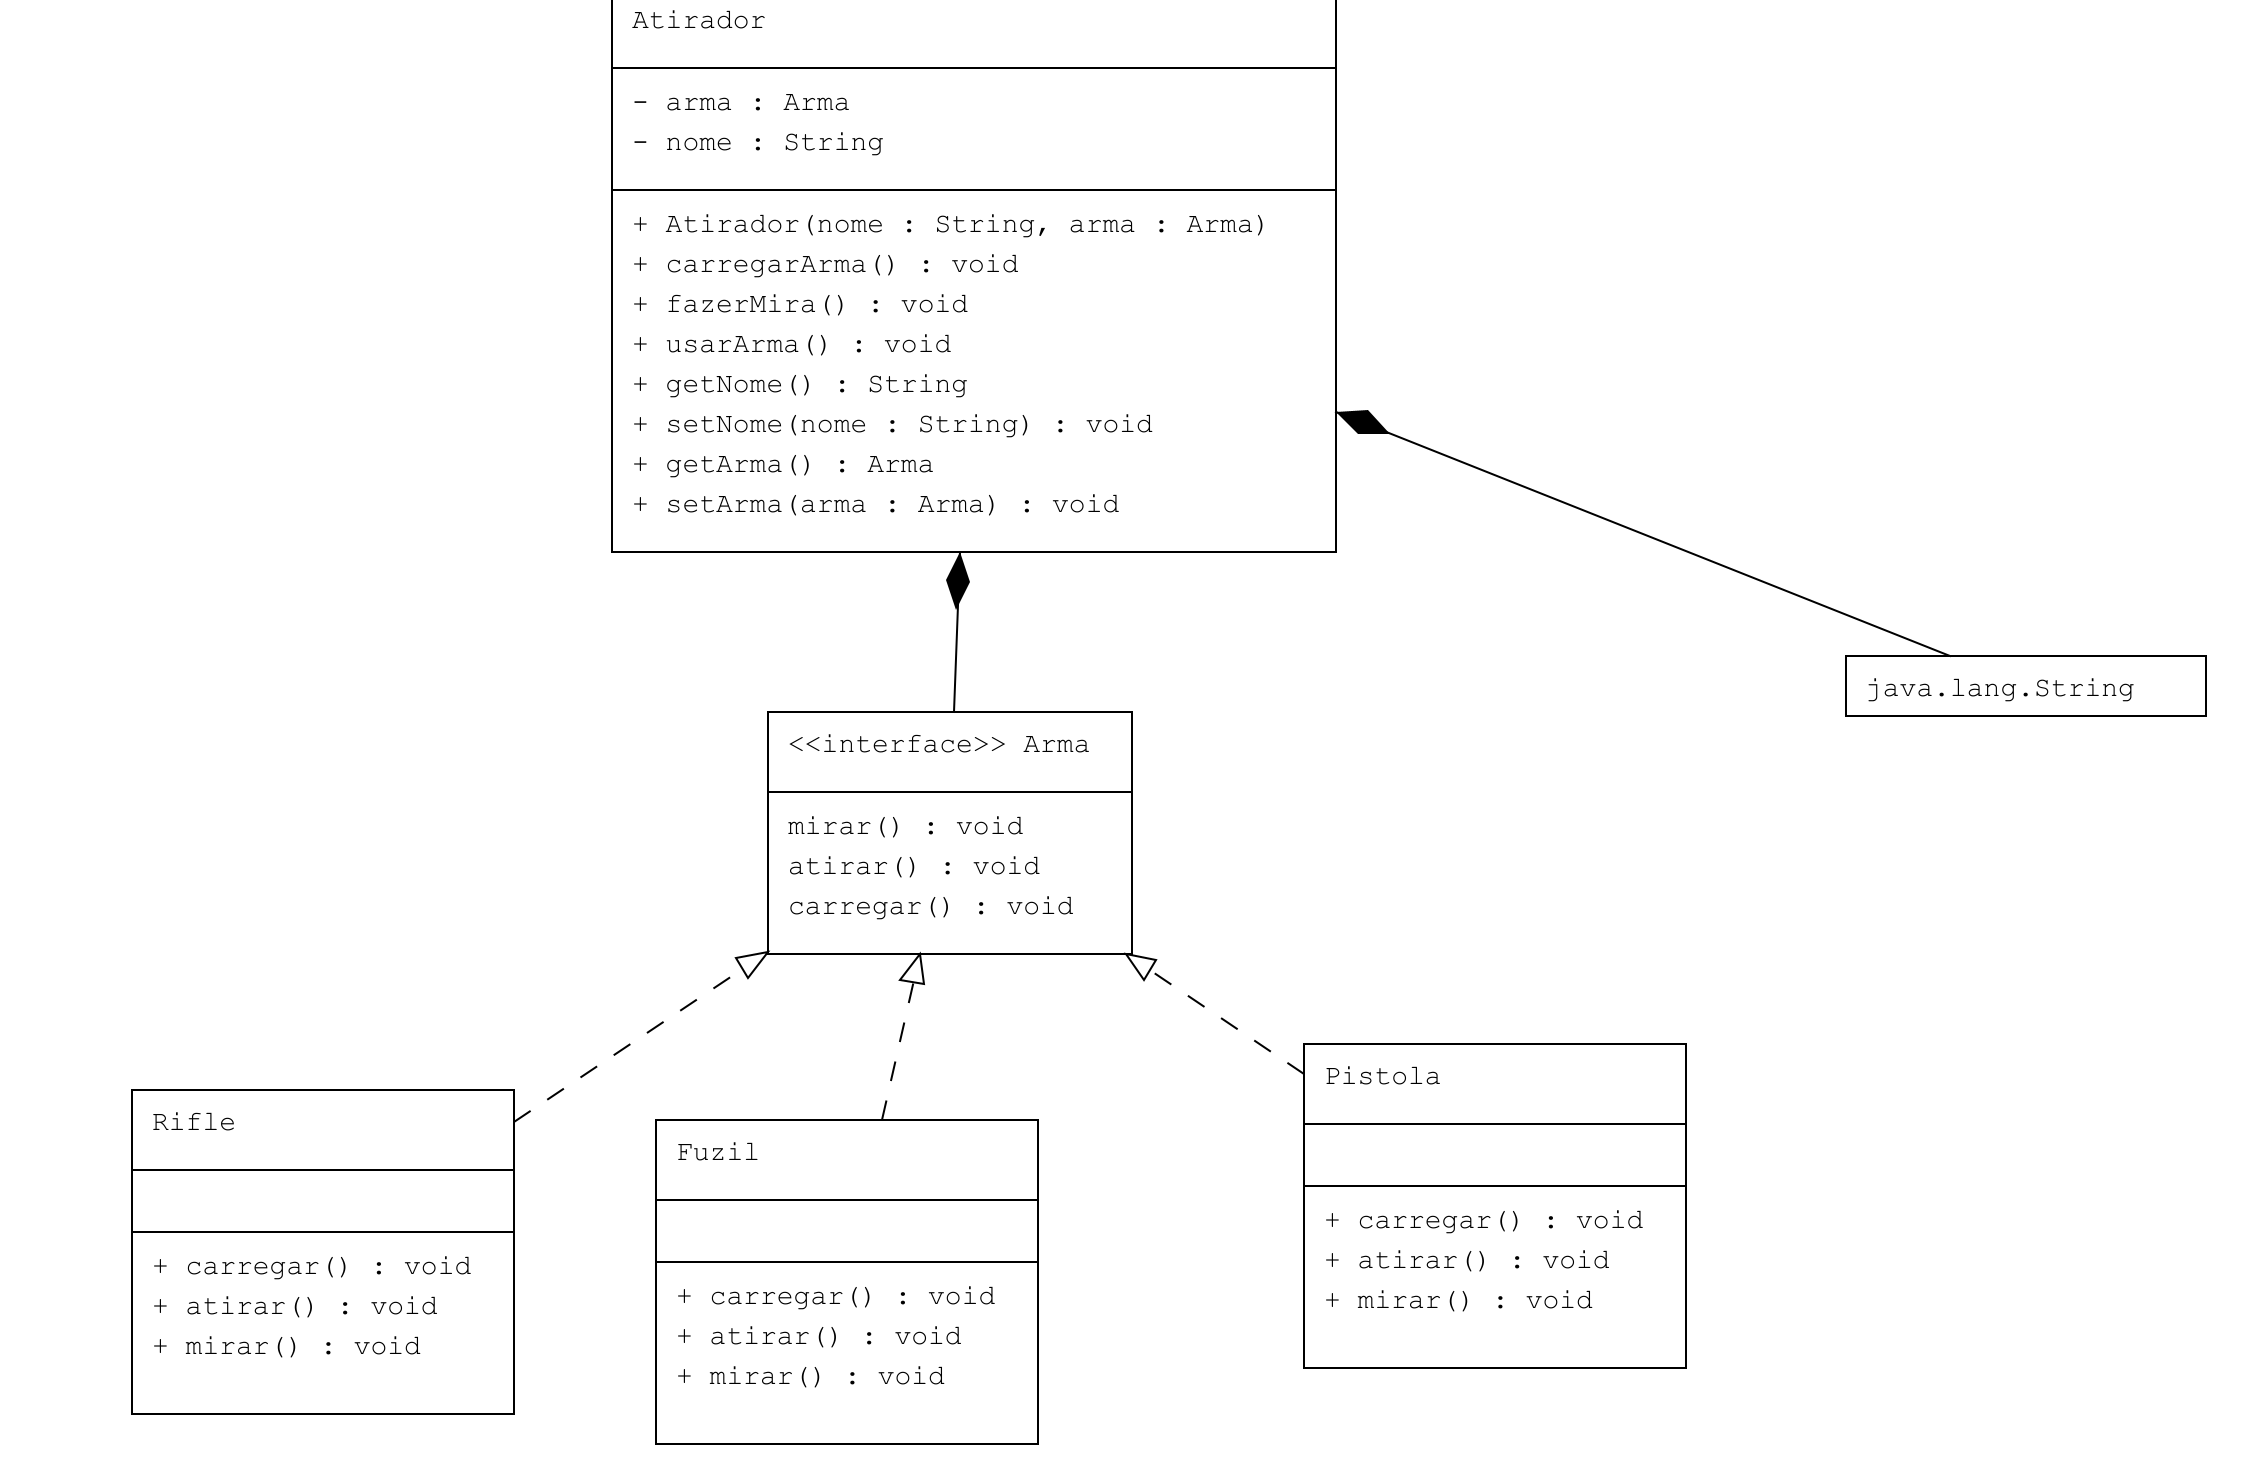 Atirador
- arma : Arma
- nome : String
+ Atirador(nome : String, arma : Arma)
+ carregarArma() : void
+ fazerMira() : void
+ usarArma() : void
+ getNome() : String
+ setNome(nome : String) : void
+ getArma() : Arma
+ setArma(arma : Arma) : void
java.lang.String
<<interface>> Arma
mirar() : void
atirar() : void
carregar() : void
Rifle
+ carregar() : void
+ atirar() : void
+ mirar() : void
Fuzil
+ carregar() : void
+ atirar() : void
+ mirar() : void
Pistola
+ carregar() : void
+ atirar() : void
+ mirar() : void